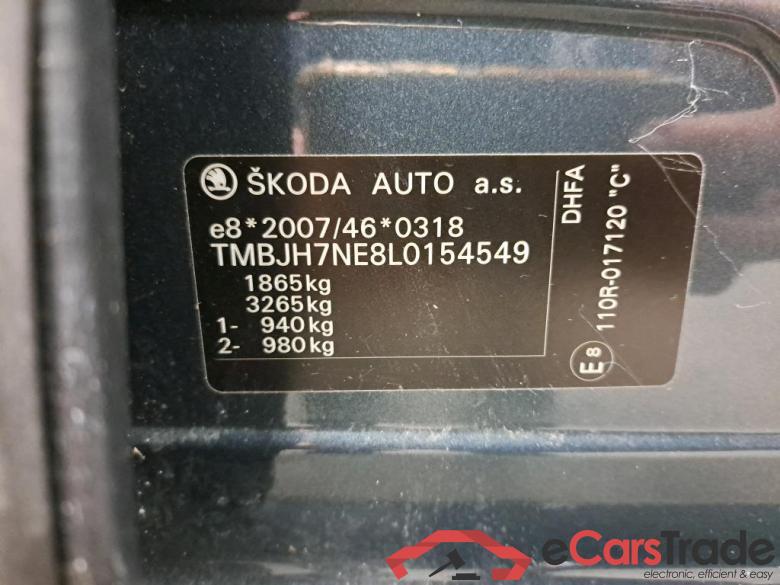 ŠKODA AUTO a.s.
e8*2007/46*0318
TMBJH7NE8L0154549
1865kg
3265kg
1- 940kg
2- 980kg
DHFA
E 8 110R-017120 "C"
eCarsTrade
electronic, efficient & easy